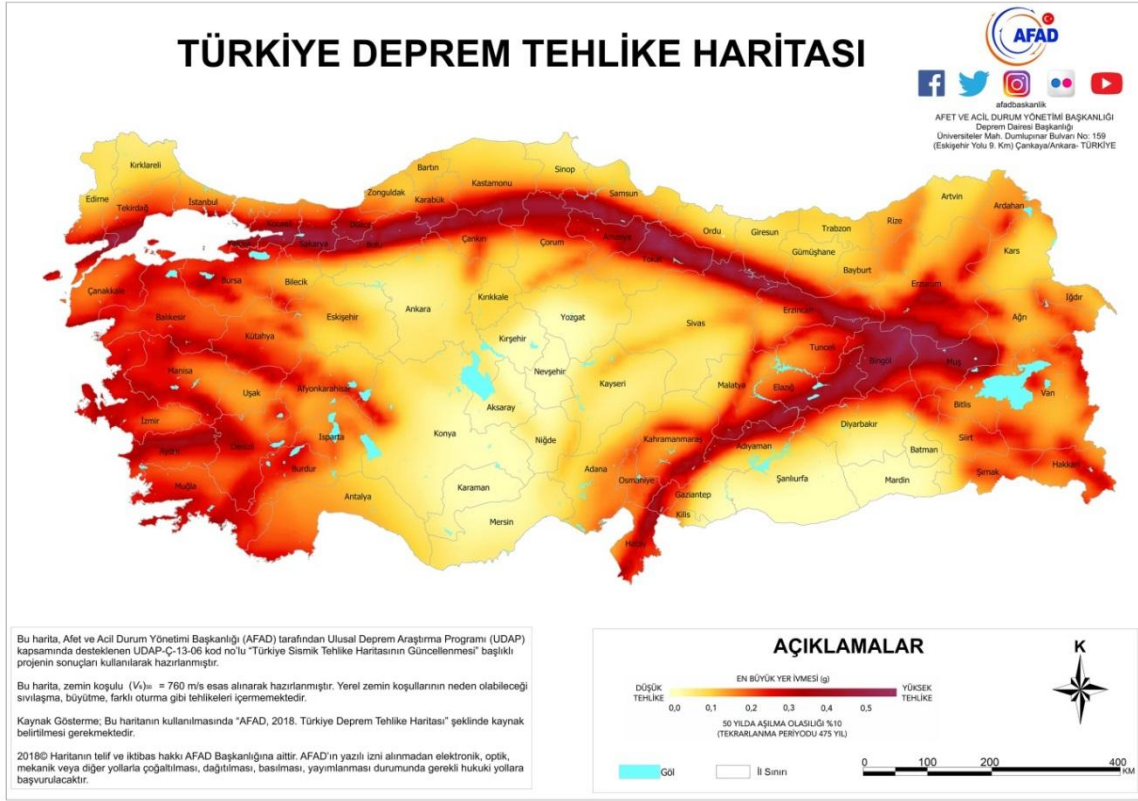 TÜRKİYE DEPREM TEHLİKE HARİTASI
AFAD
afadbaskanlik
AFET VE ACİL DURUM YÖNETİMİ BAŞKANLIĞI
Deprem Dairesi Başkanlığı
Üniversiteler Mah. Dumlupınar Bulvarı No: 159
(Eskişehir Yolu 9. Km) Çankaya/Ankara- TÜRKİYE
Kırklareli
Edirne
Tekirdağ
İstanbul
Sakarya
Bolu
Zonguldak
Bartın
Karabük
Kastamonu
Sinop
Samsun
Çankırı
Çorum
Amasya
Tokat
Ordu
Giresun
Trabzon
Gümüşhane
Bayburt
Rize
Artvin
Ardahan
Kars
Iğdır
Ağrı
Erzurum
Erzincan
Çanakkale
Balıkesir
Bursa
Bilecik
Eskişehir
Ankara
Kırıkkale
Kırşehir
Yozgat
Sivas
Tunceli
Bingöl
Muş
Van
Bitlis
Kütahya
Manisa
Uşak
Afyonkarahisar
Nevşehir
Kayseri
Malatya
Elazığ
Diyarbakır
Batman
Siirt
Hakkari
Şırnak
Mardin
Şanlıurfa
Adıyaman
Kahramanmaraş
İzmir
Aydın
Denizli
Isparta
Burdur
Muğla
Antalya
Konya
Aksaray
Niğde
Karaman
Mersin
Adana
Osmaniye
Gaziantep
Kilis
Hatay
Bu harita, Afet ve Acil Durum Yönetimi Başkanlığı (AFAD) tarafından Ulusal Deprem Araştırma Programı (UDAP)
kapsamında desteklenen UDAP-Ç-13-06 kod no'lu "Türkiye Sismik Tehlike Haritasının Güncellenmesi" başlıklı
projenin sonuçları kullanılarak hazırlanmıştır.
Bu harita, zemin koşulu (Vs)30 = 760 m/s esas alınarak hazırlanmıştır. Yerel zemin koşullarının neden olabileceği
sıvılaşma, büyütme, farklı oturma gibi tehlikeleri içermemektedir.
Kaynak Gösterme; Bu haritanın kullanılmasında "AFAD, 2018. Türkiye Deprem Tehlike Haritası" şeklinde kaynak
belirtilmesi gerekmektedir.
2018© Haritanın telif ve iktibas hakkı AFAD Başkanlığına aittir. AFAD'ın yazılı izni alınmadan elektronik, optik,
mekanik veya diğer yollarla çoğaltılması, dağıtılması, basılması, yayımlanması durumunda gerekli hukuki yollara
başvurulacaktır.
AÇIKLAMALAR
EN BÜYÜK YER İVMESİ (g)
DÜŞÜK
TEHLİKE
YÜKSEK
TEHLİKE
0,0 0,1 0,2 0,3 0,4 0,5
50 YILDA AŞILMA OLASILIĞI %10
(TEKRARLANMA PERİYODU 475 YIL)
Göl
İl Sınırı
K
0 100 200 400
KM